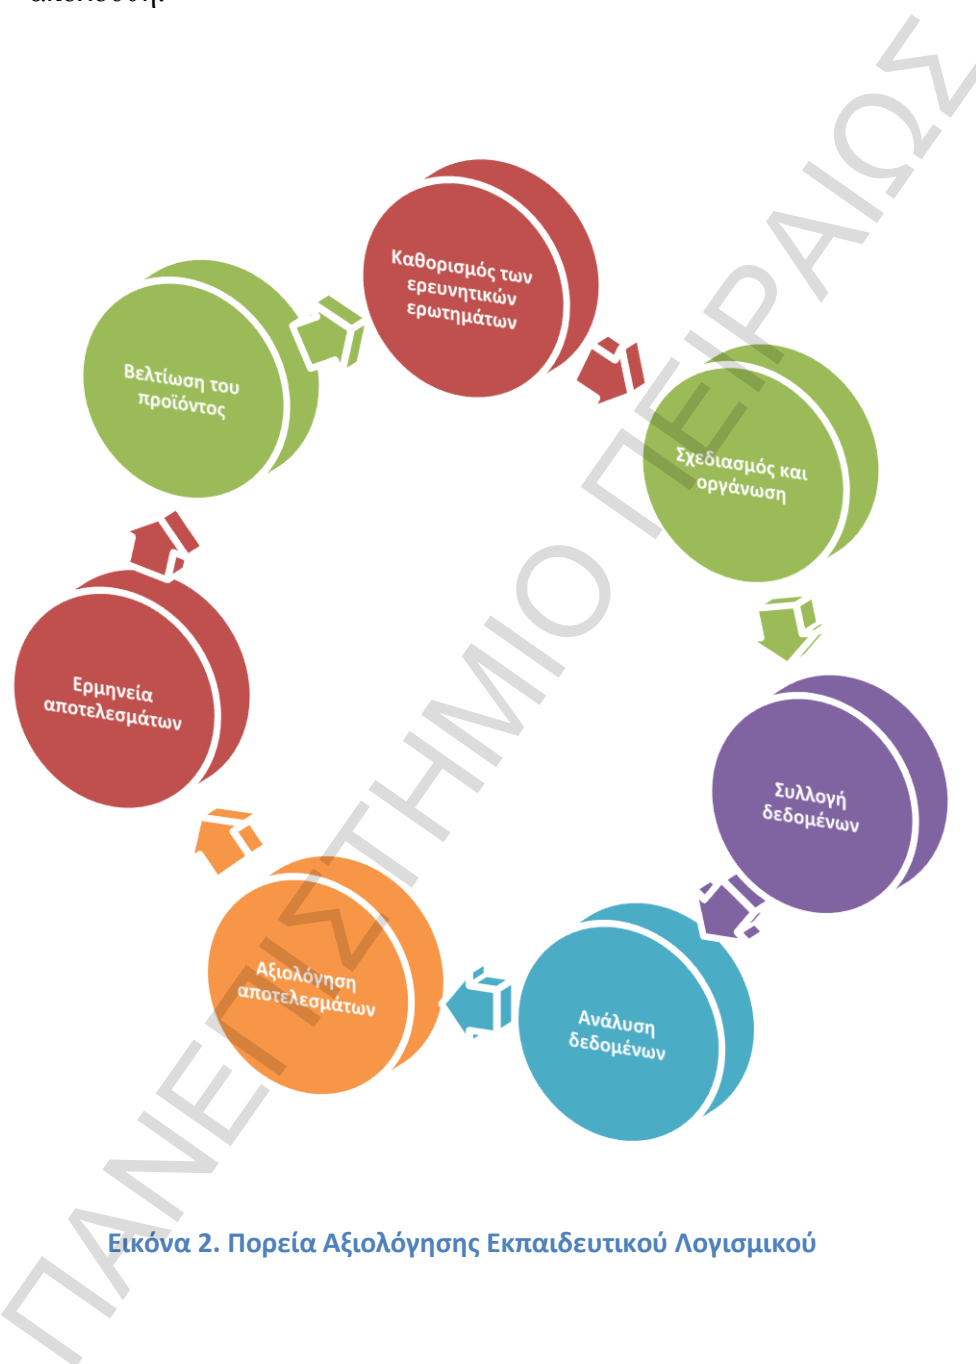 Καθορισμός των
ερευνητικών
ερωτημάτων
Σχεδιασμός και
οργάνωση
Συλλογή
δεδομένων
Ανάλυση
δεδομένων
Αξιολόγηση
αποτελεσμάτων
Ερμηνεία
αποτελεσμάτων
Βελτίωση του
προϊόντος
Εικόνα 2. Πορεία Αξιολόγησης Εκπαιδευτικού Λογισμικού
ΠΑΝΕΠΙΣΤΗΜΙΟ ΠΕΙΡΑΙΩΣ